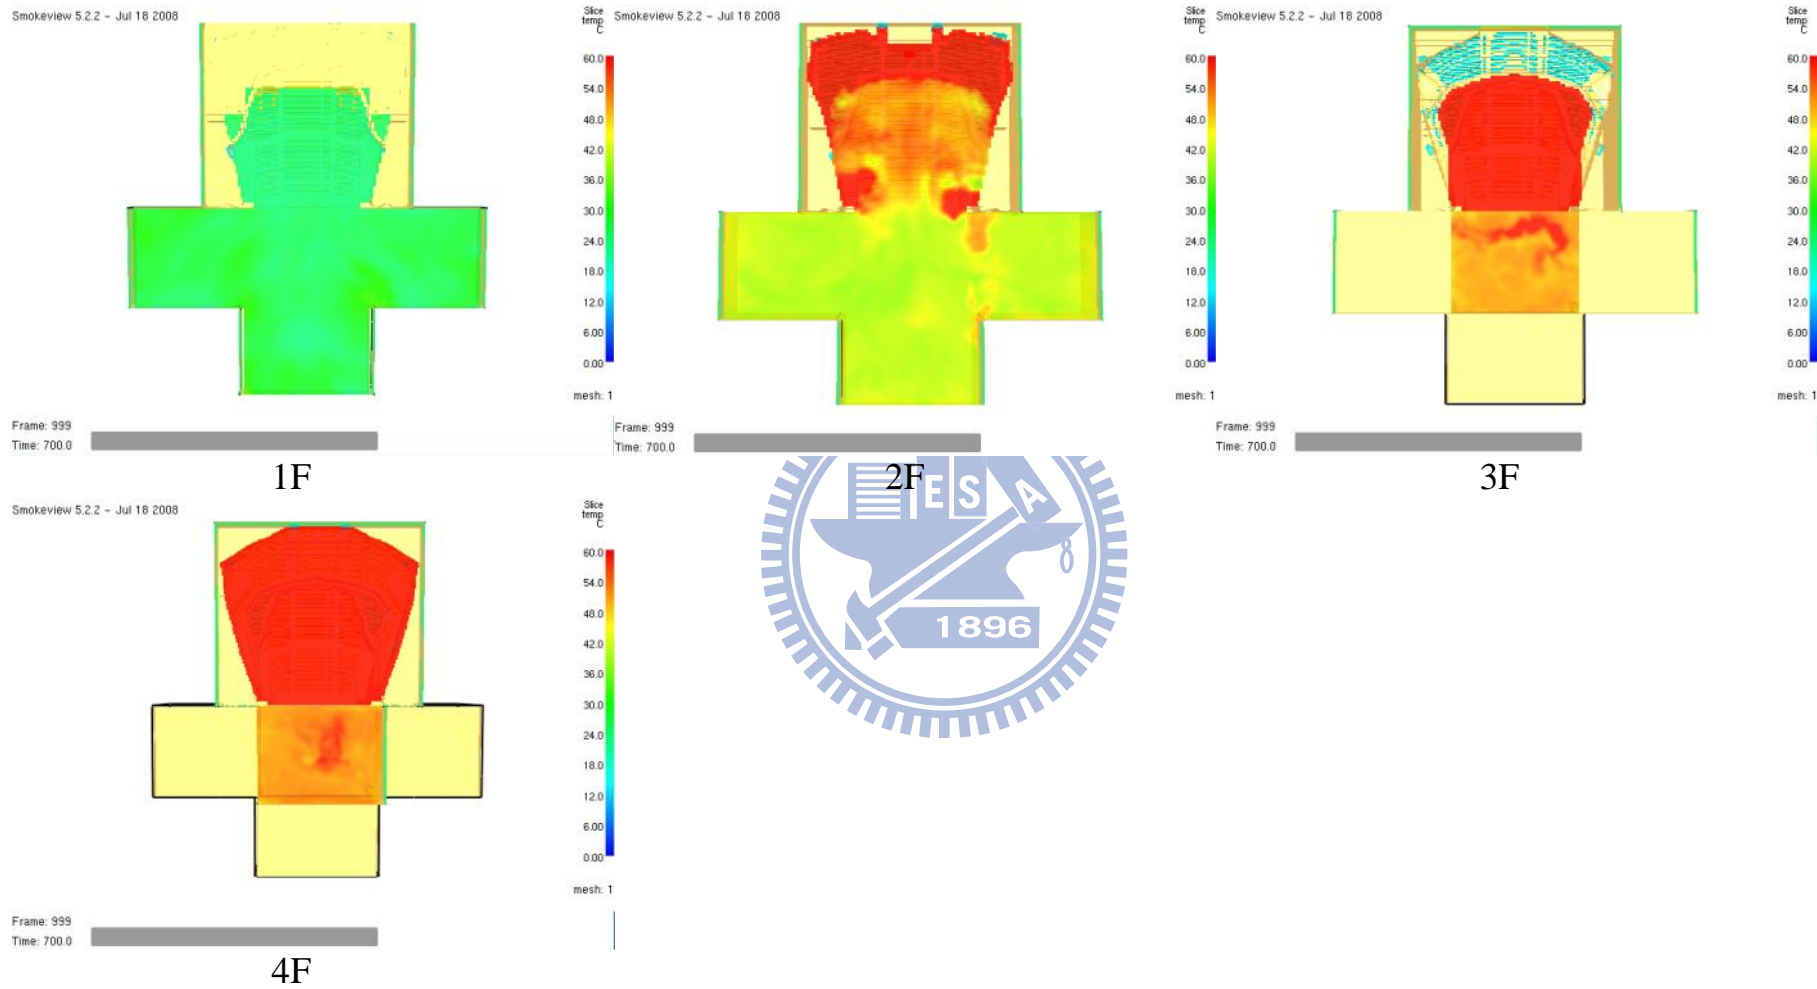 Smokeview 5.2.2 - Jul 18 2008
Slice
temp
C
60.0
54.0
48.0
42.0
36.0
30.0
24.0
18.0
12.0
6.00
0.00
mesh: 1
Frame: 999
Time: 700.0
1F
Smokeview 5.2.2 - Jul 18 2008
Slice
temp
C
60.0
54.0
48.0
42.0
36.0
30.0
24.0
18.0
12.0
6.00
0.00
mesh: 1
Frame: 999
Time: 700.0
2F
Smokeview 5.2.2 - Jul 18 2008
Slice
temp
C
60.0
54.0
48.0
42.0
36.0
30.0
24.0
18.0
12.0
6.00
0.00
mesh: 1
Frame: 999
Time: 700.0
3F
Smokeview 5.2.2 - Jul 18 2008
Slice
temp
C
60.0
54.0
48.0
42.0
36.0
30.0
24.0
18.0
12.0
6.00
0.00
mesh: 1
Frame: 999
Time: 700.0
4F
E S A
8
1896